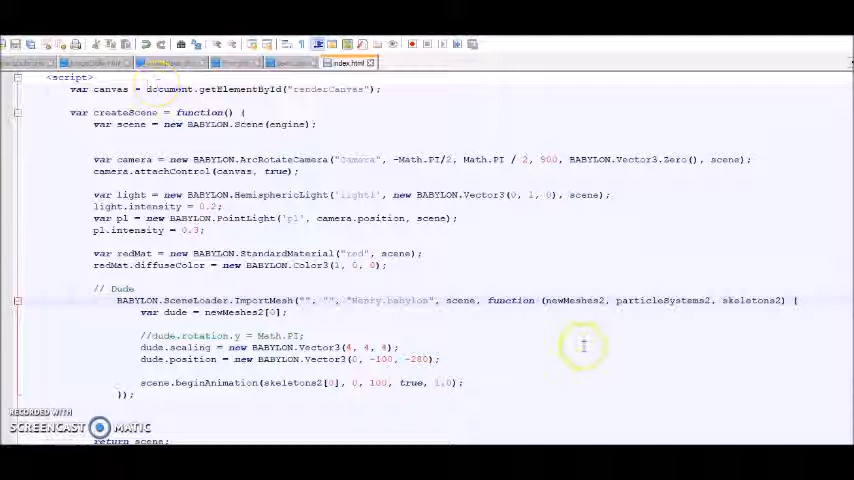 index.html
<script>
var canvas = document.getElementById("renderCanvas");
var createScene = function() {
var scene = new BABYLON.Scene(engine);
var camera = new BABYLON.ArcRotateCamera("Camera", -Math.PI/2, Math.PI / 2, 900, BABYLON.Vector3.Zero(), scene);
camera.attachControl(canvas, true);
var light = new BABYLON.HemisphericLight('light1', new BABYLON.Vector3(0, 1, 0), scene);
light.intensity = 0.2;
var pl = new BABYLON.PointLight('pl', camera.position, scene);
pl.intensity = 0.3;
var redMat = new BABYLON.StandardMaterial("red", scene);
redMat.diffuseColor = new BABYLON.Color3(1, 0, 0);
// Dude
BABYLON.SceneLoader.ImportMesh("", "", "Henry.babylon", scene, function (newMeshes2, particleSystems2, skeletons2) {
var dude = newMeshes2[0];
//dude.rotation.y = Math.PI;
dude.scaling = new BABYLON.Vector3(4, 4, 4);
dude.position = new BABYLON.Vector3(0, -100, -280);
scene.beginAnimation(skeletons2[0], 0, 100, true, 1.0);
});
return scene;
RECORDED WITH
SCREENCAST MATIC